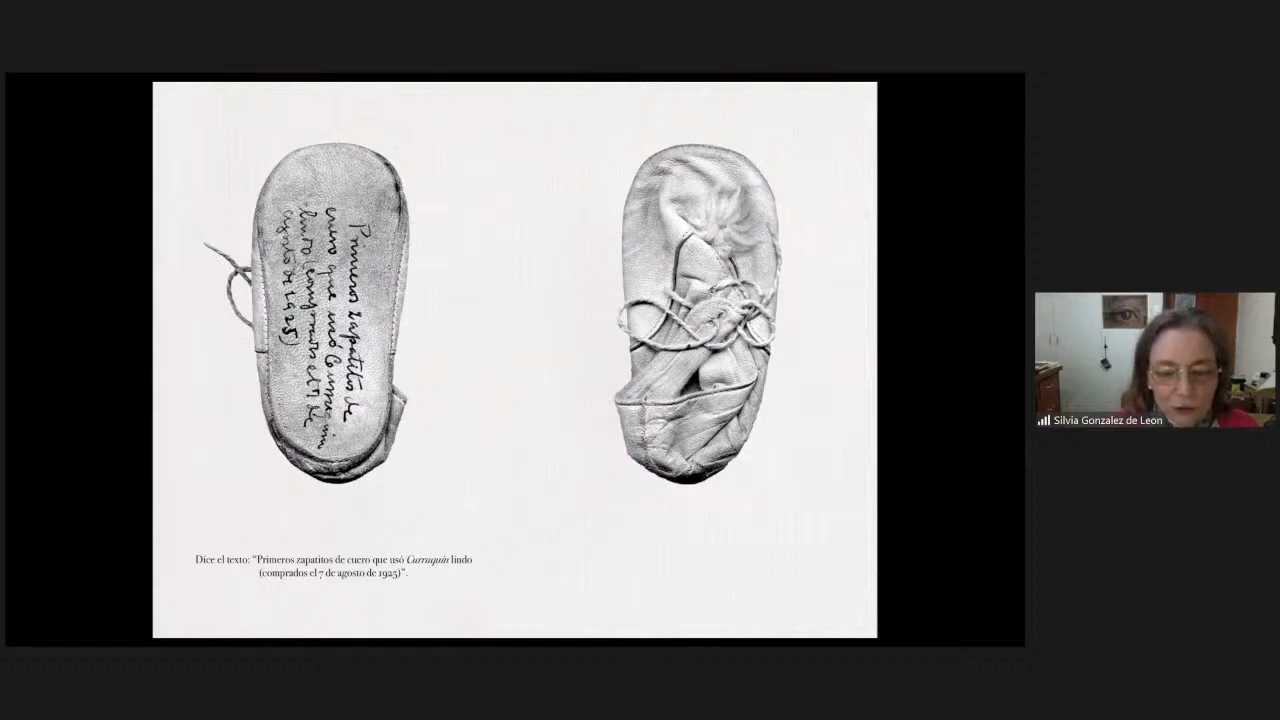 Primeros zapatitos de
cuero que usó Currruquín
lindo (comprados el 7 de
agosto de 1925)
Dice el texto: “Primeros zapatitos de cuero que usó Curruquín lindo
(comprados el 7 de agosto de 1925)”.
Silvia Gonzalez de Leon